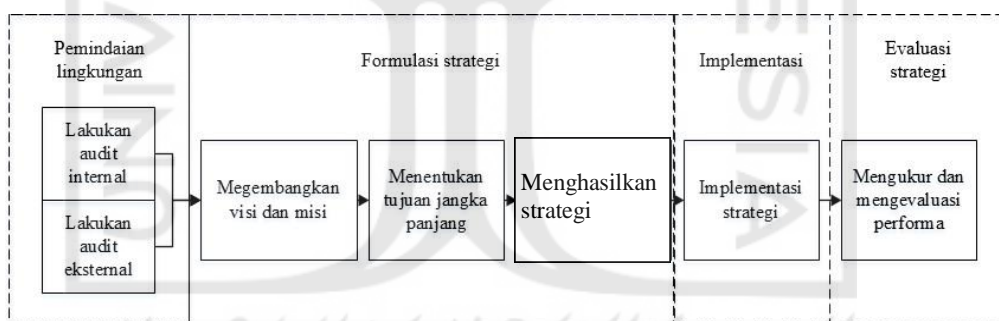 Pemindaian
lingkungan
Formulasi strategi
Implementasi
Evaluasi
strategi
Lakukan
audit
internal
Lakukan
audit
eksternal
Megembangkan
visi dan misi
Menentukan
tujuan jangka
panjang
Menghasilkan
strategi
Implementasi
strategi
Mengukur dan
mengevaluasi
performa